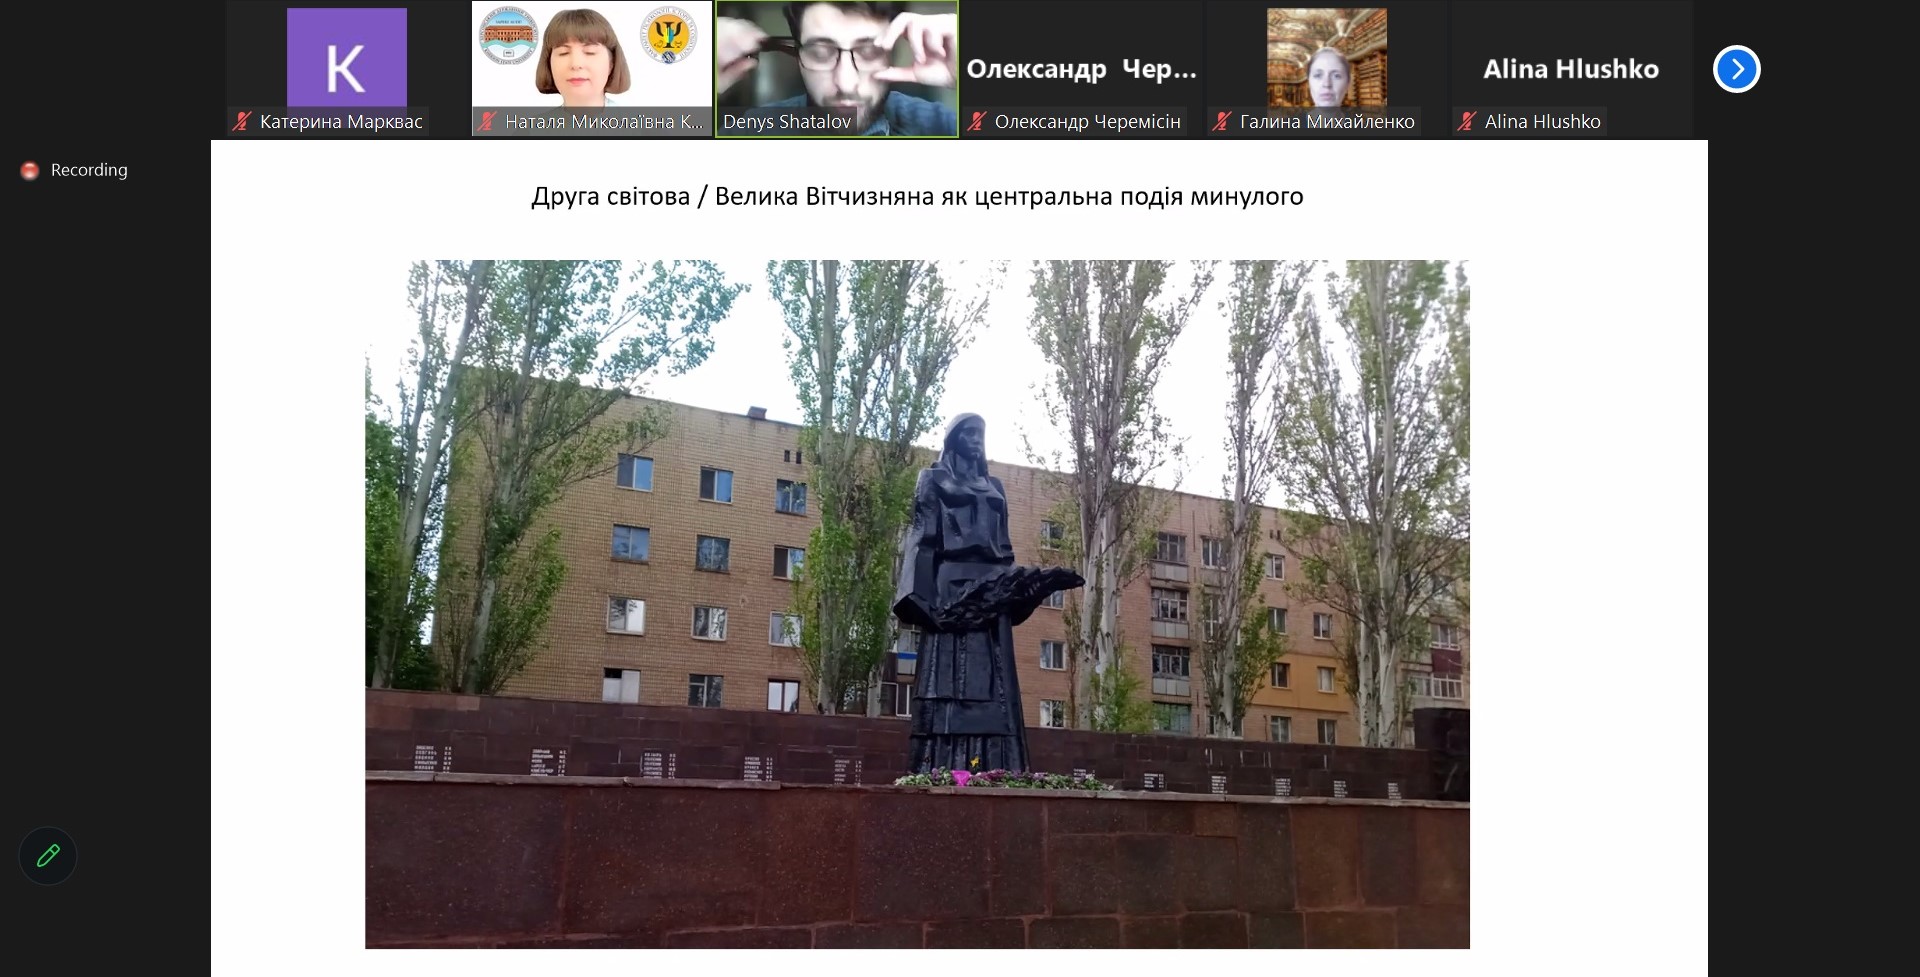 K
Катерина Марквас
Наталя Миколаївна К...
Denys Shatalov
Олександр Чер...
Олександр Черемісін
Галина Михайленко
Alina Hlushko
Alina Hlushko
Recording
Друга світова / Велика Вітчизняна як центральна подія минулого